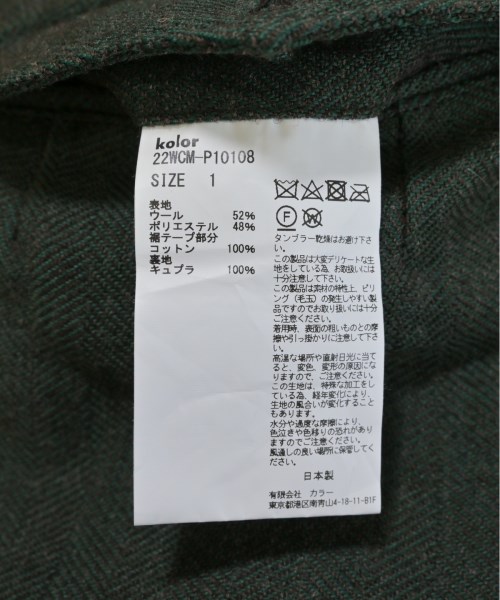 kolor
22WCM-P10108
SIZE 1
表地
ウール 52%
ポリエステル 48%
裾テープ部分
コットン 100%
裏地
キュプラ 100%
F
W
タンブラー乾燥はお避け下さ
い。
この製品は大変デリケートな生
地をしている為、お取扱いには
十分注意して下さい。
この製品は素材の特性上、ピリ
ング（毛玉）の発生しやすい製
品ですのでお取り扱いには十分
ご注意ください。
着用時、表面の粗いものとの摩
擦や引っ掛かりに注意して下さ
い。
高温な場所や直射日光に当て
ると、変色、変形の原因にな
りますので、ご注意ください。
この生地は、特殊な加工をし
ている為、経年変化により、
生地の風合いが変化すること
もあります。
水分や過度な摩擦により、
色泣きや色移りの恐れがありま
す。
風通しの良い場所に保管してく
ださい。
日本製
有限会社 カラー
東京都港区南青山4-18-11-B1F